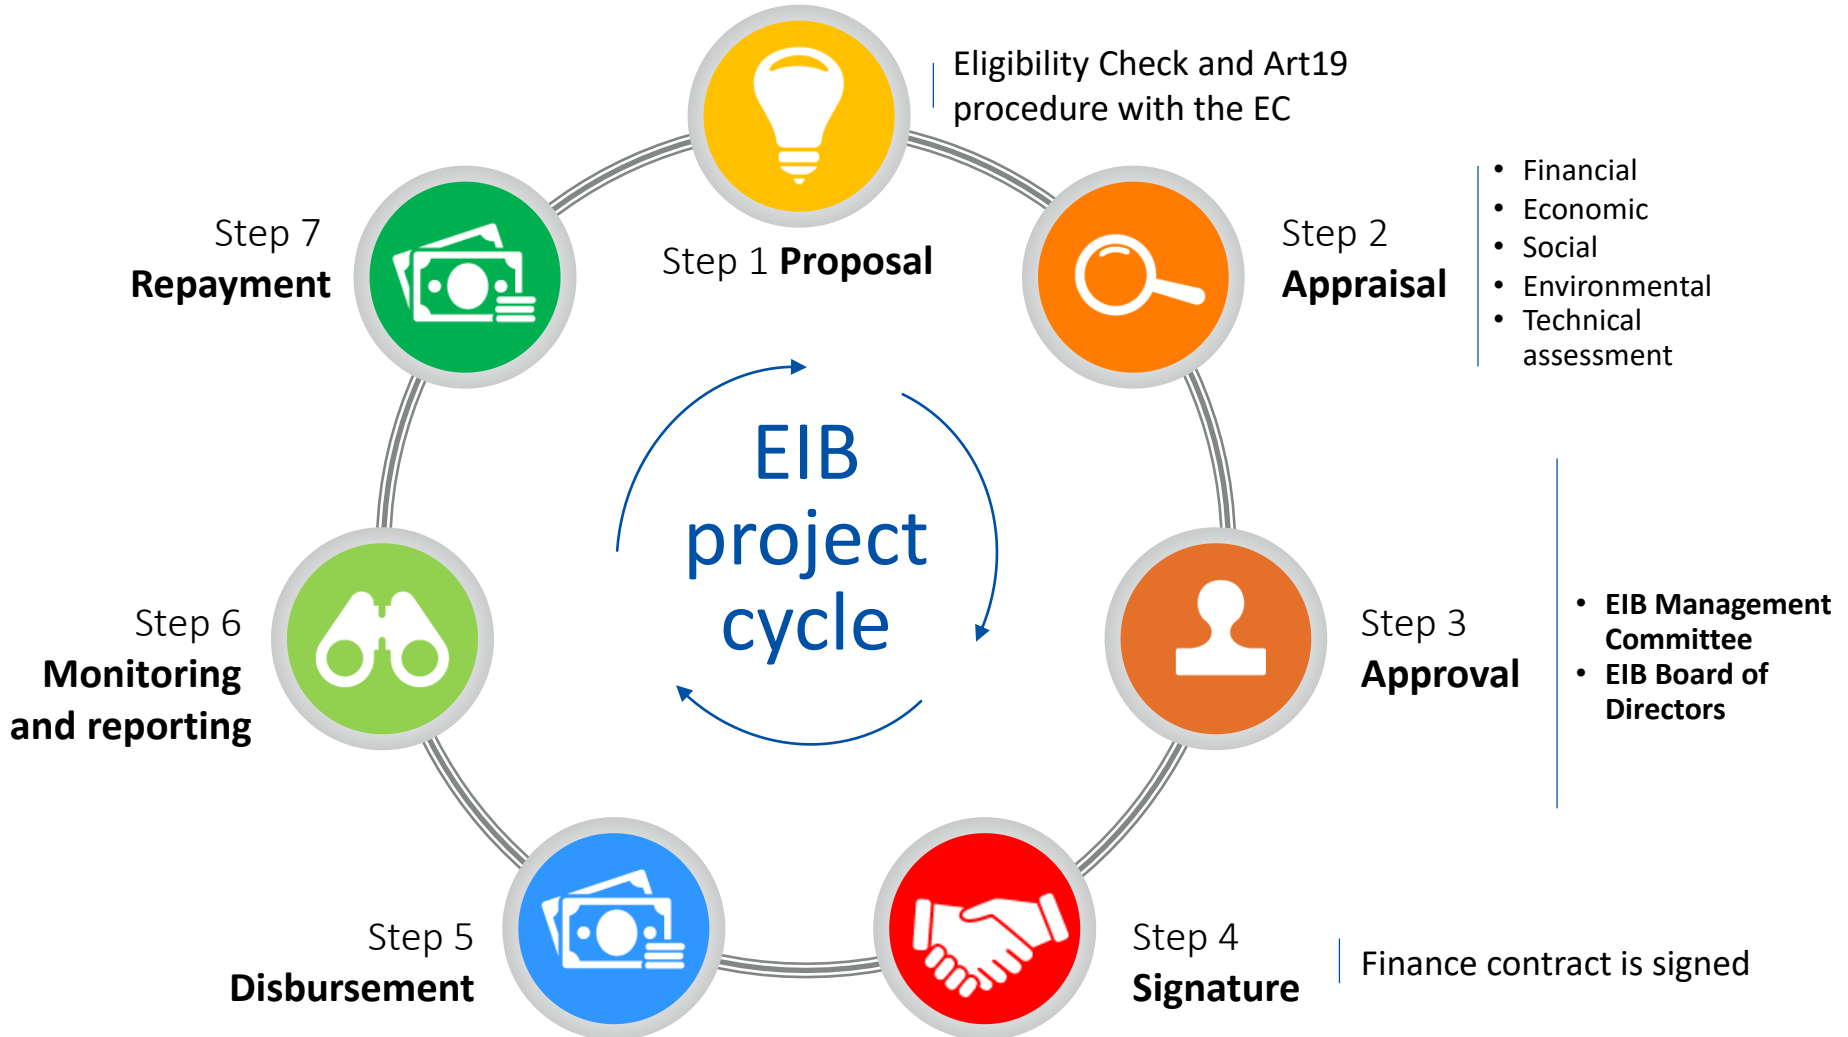 Eligibility Check and Art19
procedure with the EC
Step 1 Proposal
Step 2
Appraisal
• Financial
• Economic
• Social
• Environmental
• Technical
assessment
Step 3
Approval
• EIB Management
Committee
• EIB Board of
Directors
Step 4
Signature
Finance contract is signed
Step 5
Disbursement
Step 6
Monitoring
and reporting
Step 7
Repayment
EIB
project
cycle